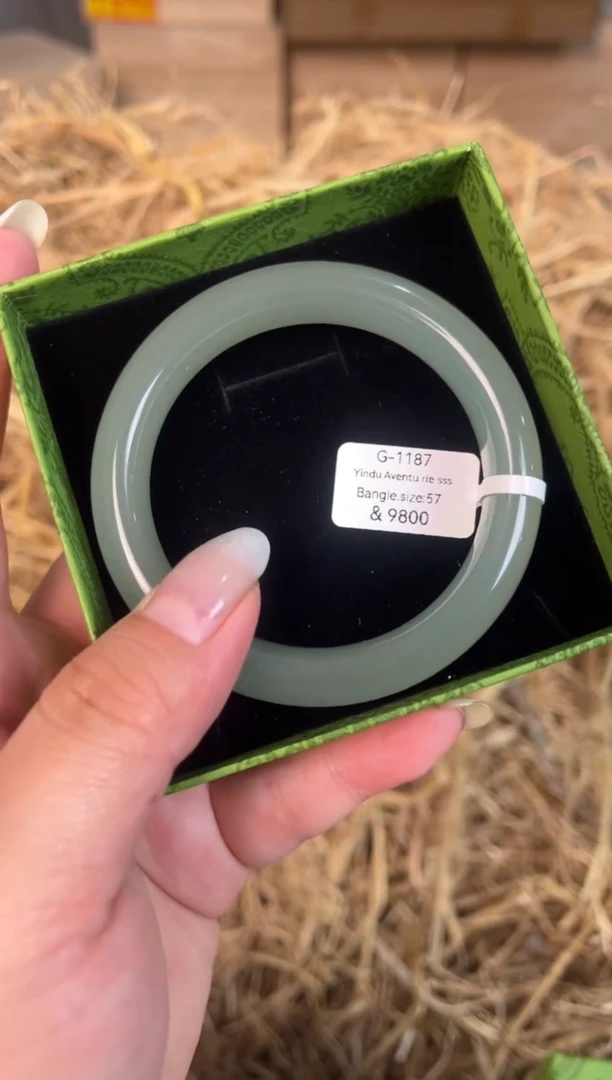 G-1187
Yindu Aventu rie sss
Bangle.size:57
& 9800